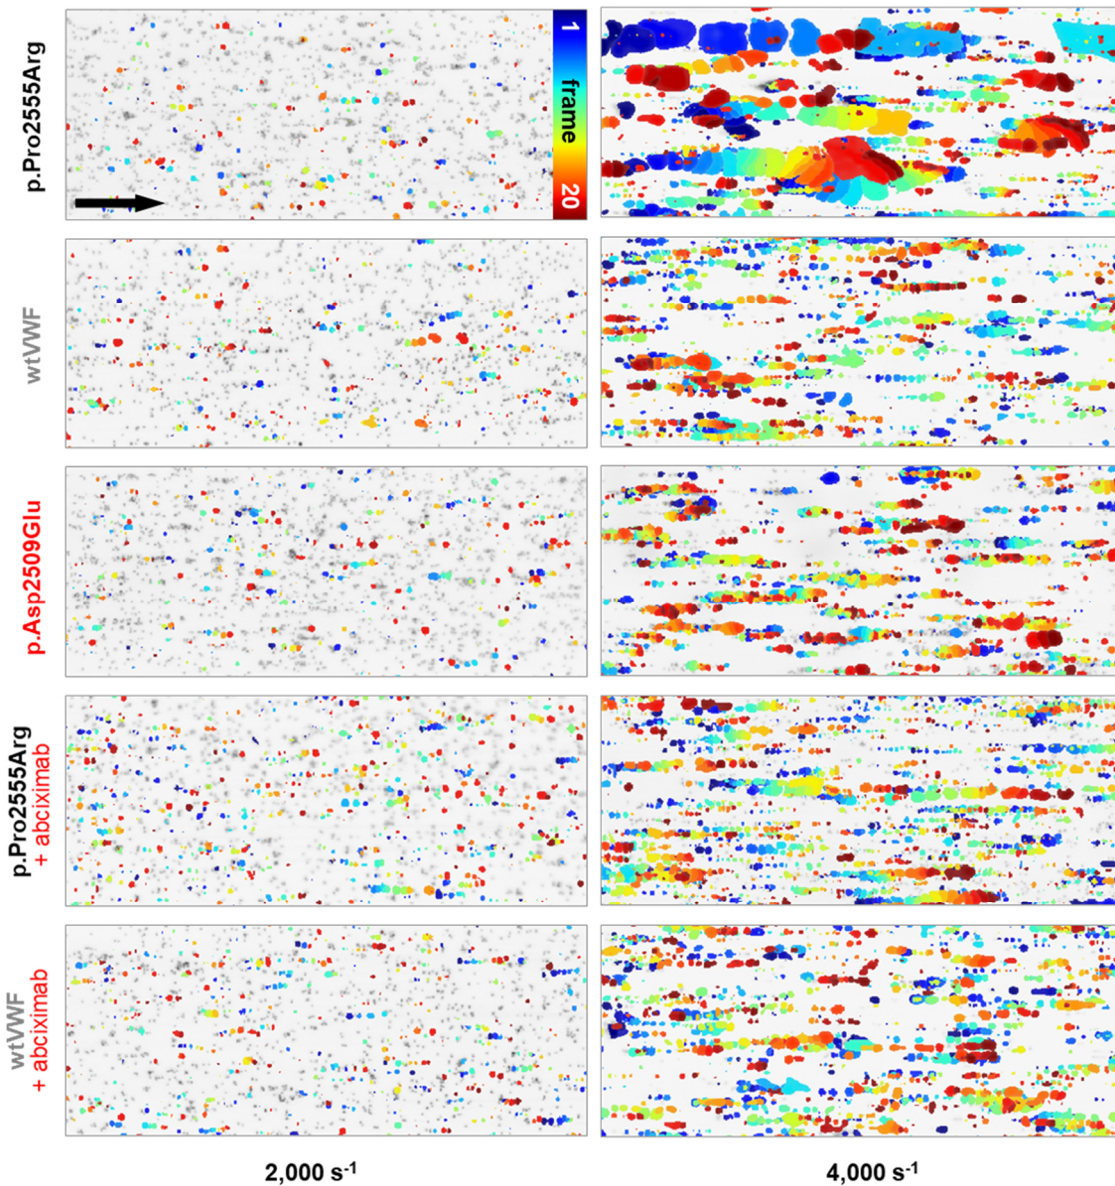 p.Pro2555Arg
1
frame
20
wtVWF
p.Asp2509Glu
p.Pro2555Arg
+ abciximab
wtVWF
+ abciximab
2,000 s⁻¹
4,000 s⁻¹